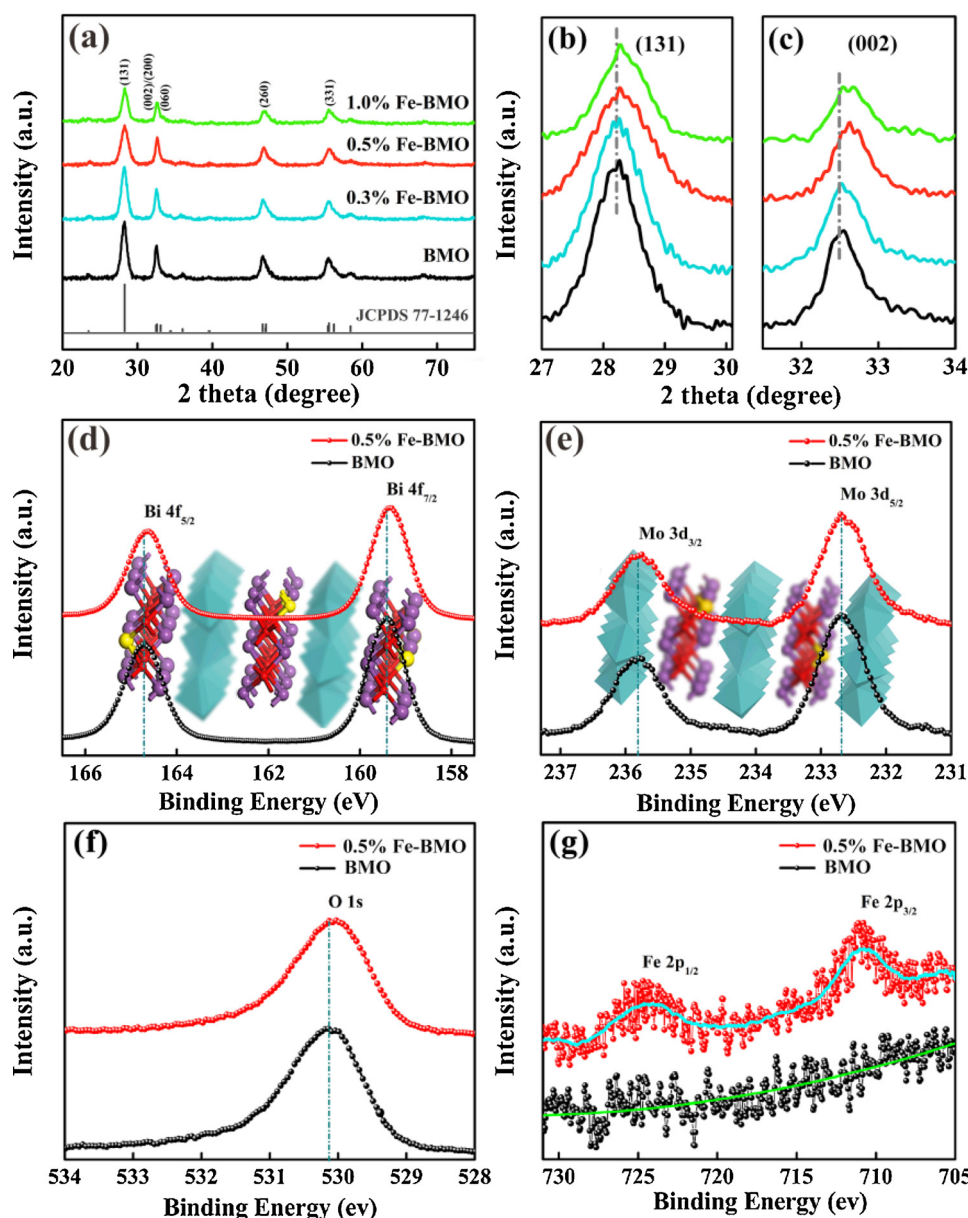 (a)
(131)
(002)/(200)
(060)
(260)
(331)
1.0% Fe-BMO
0.5% Fe-BMO
0.3% Fe-BMO
BMO
JCPDS 77-1246
Intensity (a.u.)
20 30 40 50 60 70
2 theta (degree)
(b)
(131)
Intensity (a.u.)
27 28 29 30
(c)
(002)
32 33 34
2 theta (degree)
(d)
0.5% Fe-BMO
BMO
Bi 4f7/2
Bi 4f5/2
Intensity (a.u.)
166 164 162 160 158
Binding Energy (eV)
(e)
0.5% Fe-BMO
BMO
Mo 3d5/2
Mo 3d3/2
Intensity (a.u.)
237 236 235 234 233 232 231
Binding Energy (eV)
(f)
0.5% Fe-BMO
BMO
O 1s
Intensity (a.u.)
534 533 532 531 530 529 528
Binding Energy (ev)
(g)
0.5% Fe-BMO
BMO
Fe 2p3/2
Fe 2p1/2
Intensity (a.u.)
730 725 720 715 710 705
Binding Energy (ev)